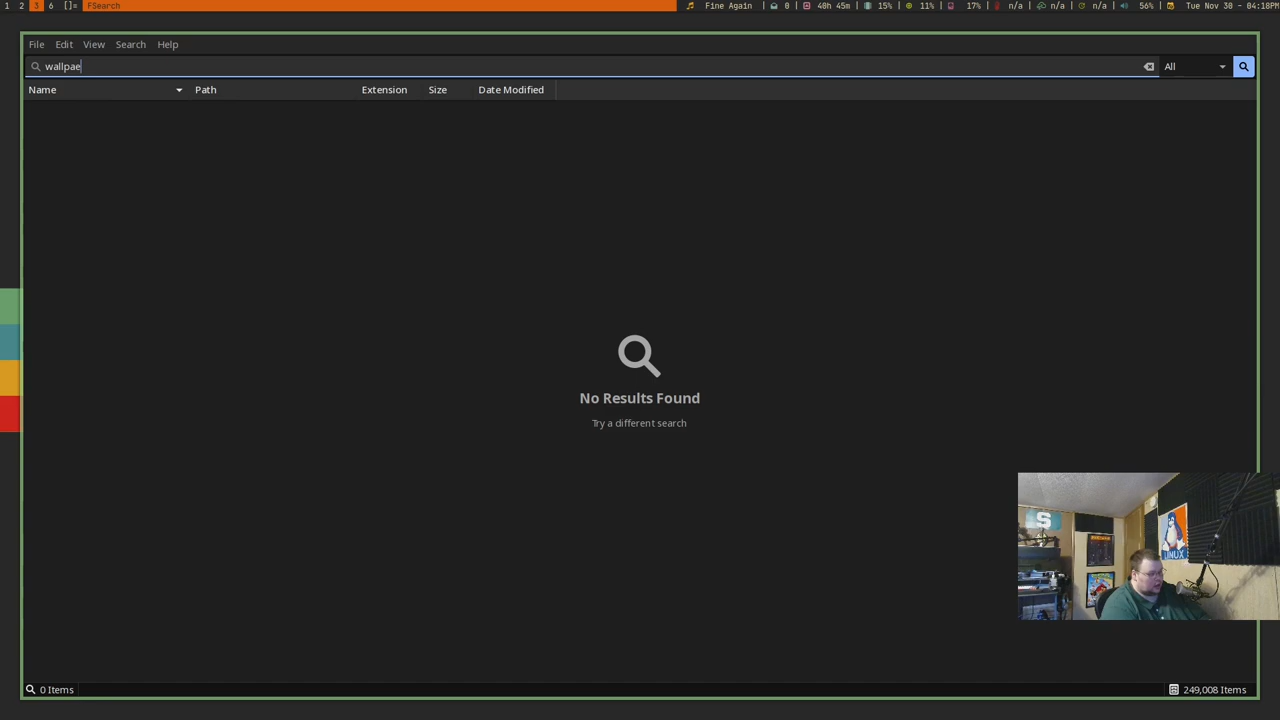 1 2 3 6 []= FSearch Fine Again | 0 | 40h 45m | 15% | 11% | 17% | n/a | n/a | n/a | 56% | Tue Nov 30 - 04:18PM
File Edit View Search Help
wallpae All
Name Path Extension Size Date Modified
No Results Found
Try a different search
S
LINUX
0 Items 249,008 Items